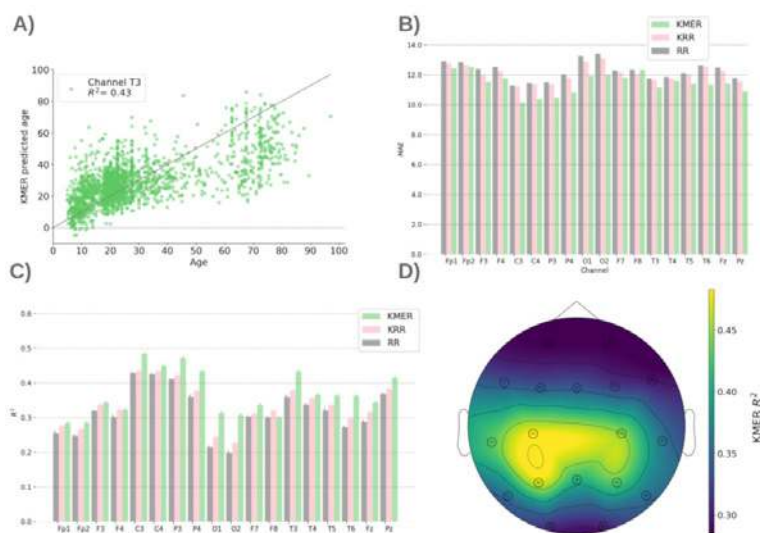 A)
Channel T3
R²= 0.43
100
80
60
40
20
0
KMER predicted age
0 10 20 30 40 50 60 70 80 90 100
Age
B)
KMER
KRR
RR
14.0
12.0
10.0
8.0
6.0
4.0
2.0
0.0
MAE
Fp1 Fp2 F3 F4 C3 C4 P3 P4 O1 O2 F7 F8 T3 T4 T5 T6 Fz Pz
Channel
C)
KMER
KRR
RR
0.6
0.5
0.4
0.3
0.2
0.1
0.0
R²
Fp1 Fp2 F3 F4 C3 C4 P3 P4 O1 O2 F7 F8 T3 T4 T5 T6 Fz Pz
D)
0.45
0.40
0.35
0.30
KMER R²